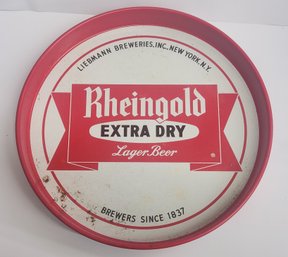 LIEBMANN BREWERIES, INC. NEW YORK, N.Y.
Rheingold
EXTRA DRY
Lager Beer
®
BREWERS SINCE 1837